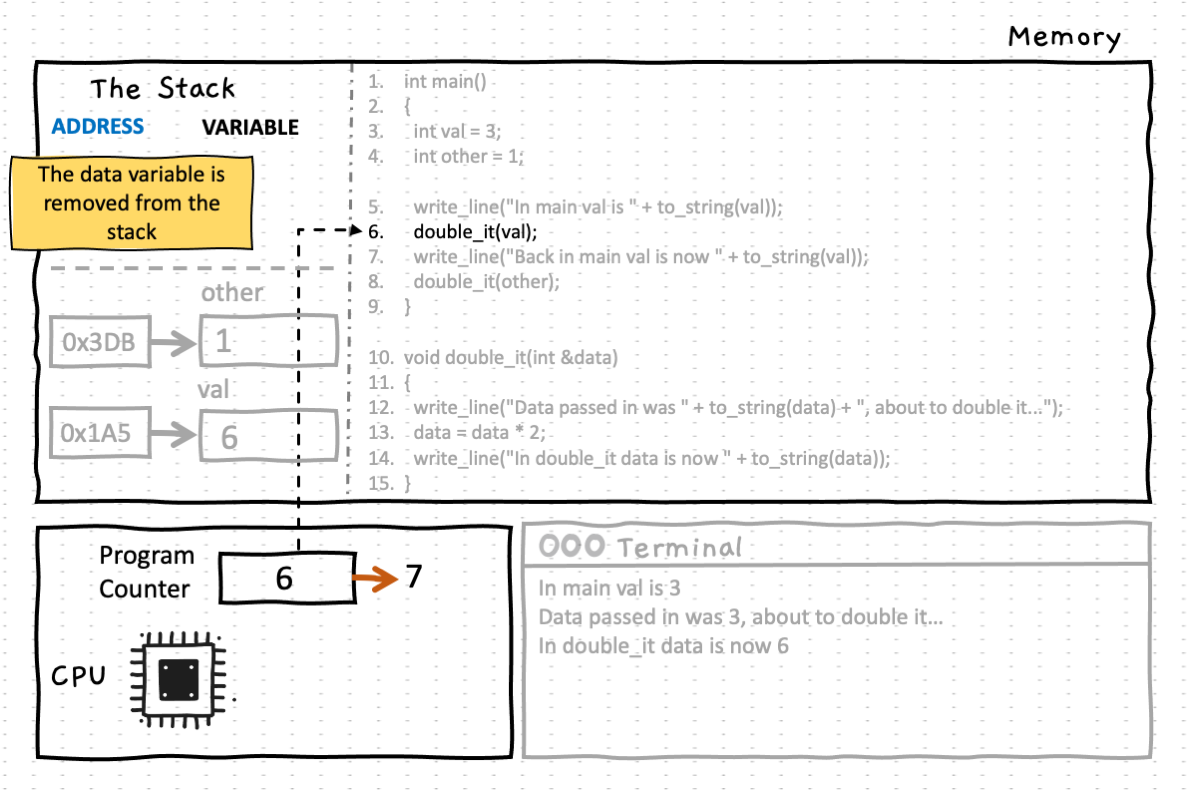 Memory
The Stack
ADDRESS VARIABLE
The data variable is
removed from the
stack
other
0x3DB 1
val
0x1A5 6
1. int main()
2. {
3. int val = 3;
4. int other = 1;
5. write_line("In main val is " + to_string(val));
6. double_it(val);
7. write_line("Back in main val is now " + to_string(val));
8. double_it(other);
9. }
10. void double_it(int &data)
11. {
12. write_line("Data passed in was " + to_string(data) + ", about to double it...");
13. data = data * 2;
14. write_line("In double_it data is now " + to_string(data));
15. }
Program
Counter
6 7
CPU
Terminal
In main val is 3
Data passed in was 3, about to double it...
In double_it data is now 6